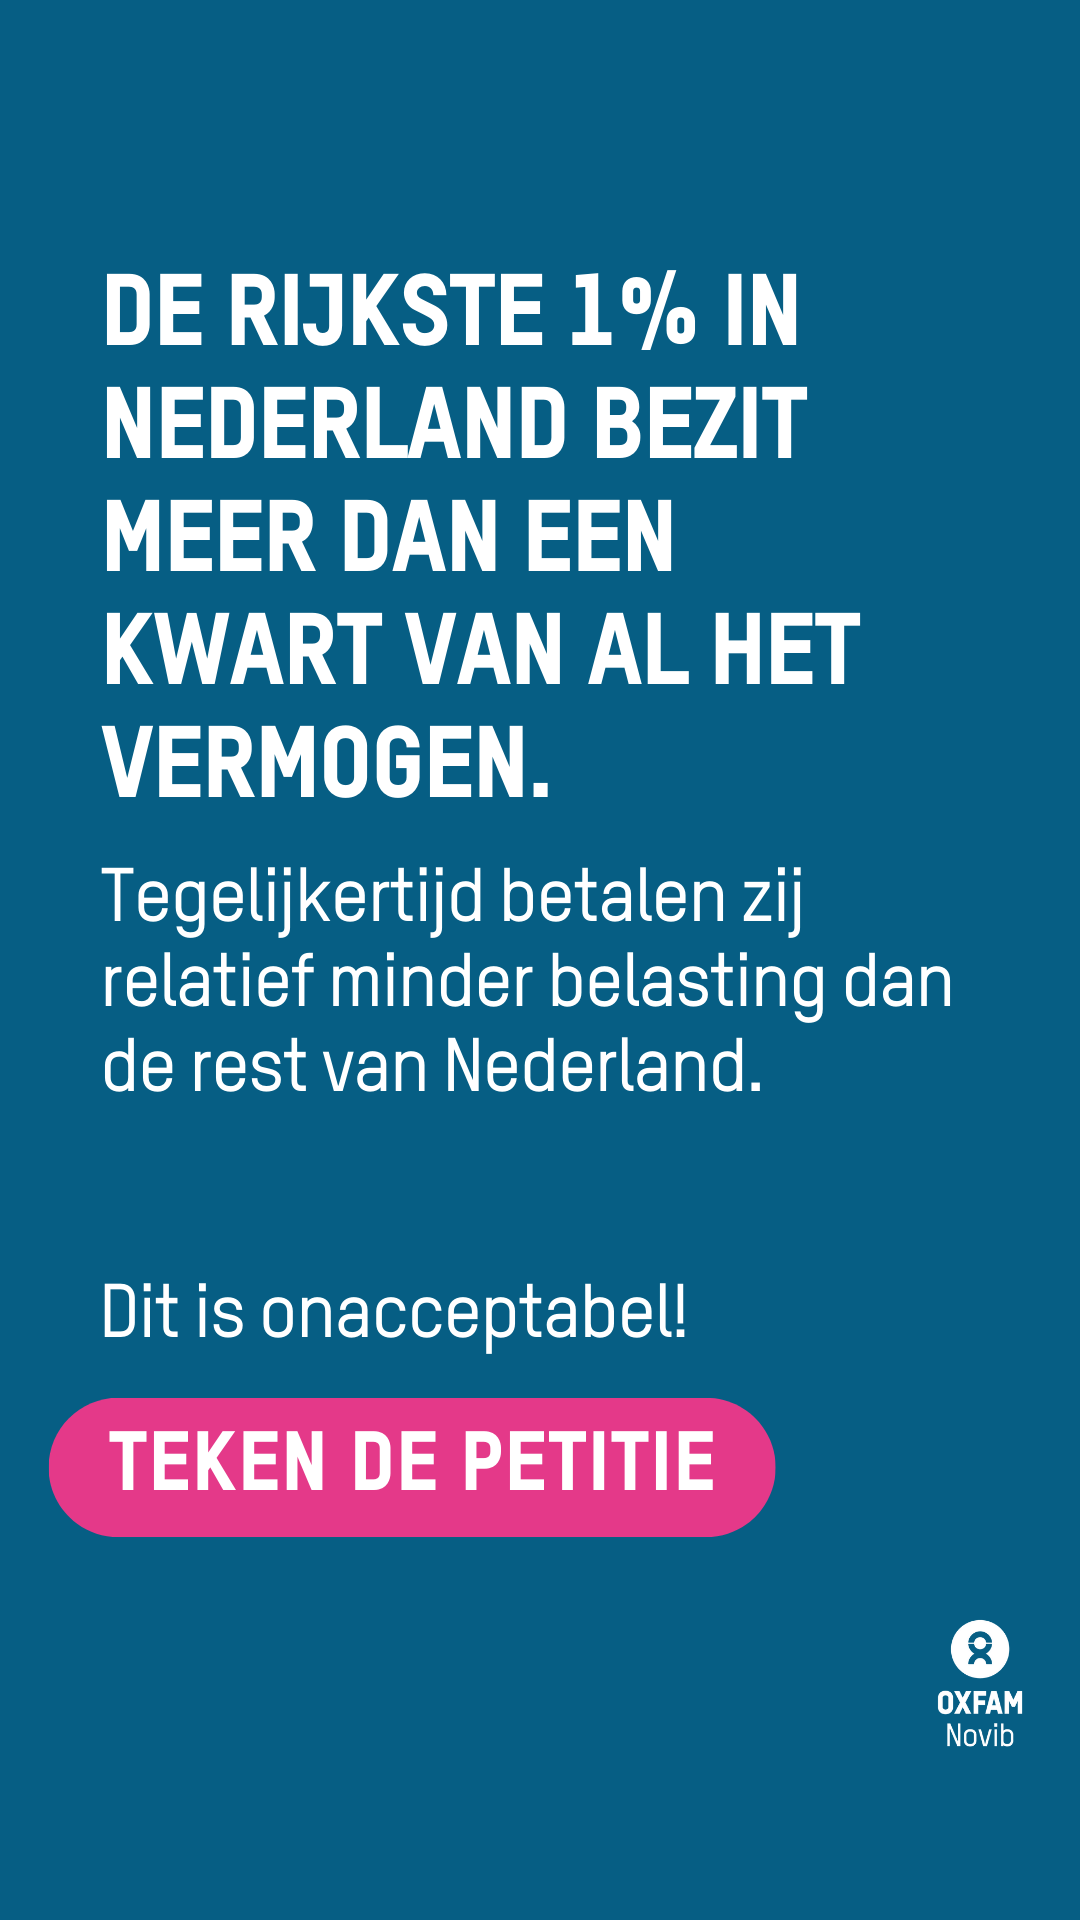 DE RIJKSTE 1% IN
NEDERLAND BEZIT
MEER DAN EEN
KWART VAN AL HET
VERMOGEN.
Tegelijkertijd betalen zij
relatief minder belasting dan
de rest van Nederland.
Dit is onacceptabel!
TEKEN DE PETITIE
OXFAM
Novib